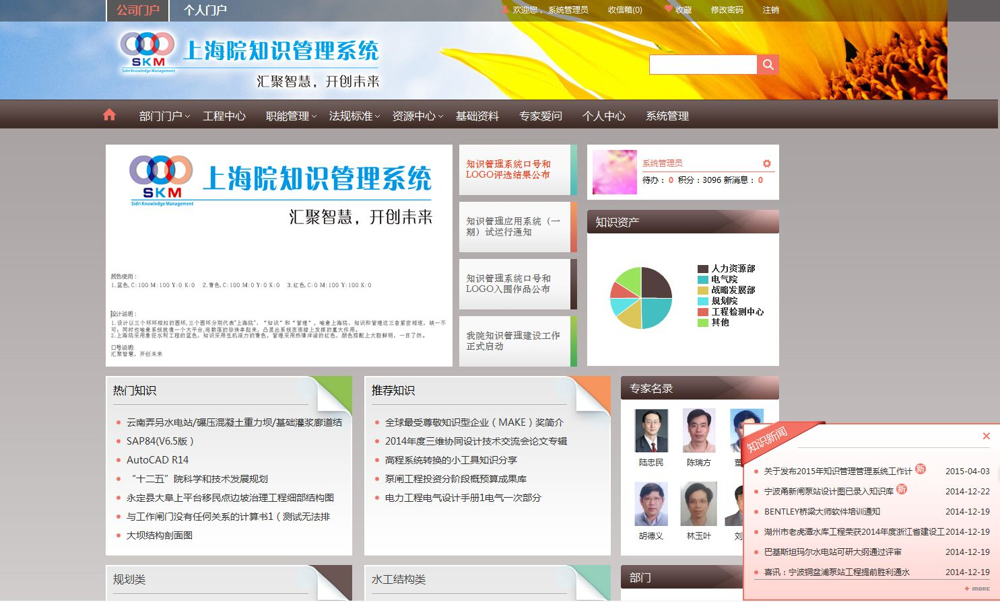 公司门户
个人门户
欢迎您， 系统管理员
收信箱(0)
收藏
修改密码
注销
SKM
Sidri Knowledge Management
上海院知识管理系统
汇聚智慧，开创未来
部门门户
工程中心
职能管理
法规标准
资源中心
基础资料
专家爱问
个人中心
系统管理
SKM
Sidri Knowledge Management
上海院知识管理系统
汇聚智慧，开创未来
颜色使用：
1.蓝色,C:100 M:100 Y:0 K:0 2.青色,C:100 M:0 Y:0 K:0 3.红色,C:0 M:100 Y:100 K:0
设计说明：
1.设计以三个环环相扣的圆环,三个圆环分别代表"上海院"、"知识"和"管理"，喻意上海院、知识和管理这三者紧密相连，缺一不
可；同时也喻意系统就像一个大平台,将散落的珍珠串起来，凸显出系统在连接上发挥的重大作用。
2.上海院采用象征水利工程的蓝色，知识采用生机活力的青色，管理采用热情洋溢的红色，颜色搭配上大胆鲜明，一目了然。
口号说明:
汇聚智慧，开创未来
知识管理系统口号和
LOGO评选结果公布
知识管理应用系统（一
期）试运行通知
知识管理系统口号和
LOGO入围作品公布
我院知识管理建设工作
正式启动
系统管理员
待办： 0 积分：3096 新消息： 0
知识资产
人力资源部
电气院
战略发展部
规划院
工程检测中心
其他
热门知识
云南弄另水电站/碾压混凝土重力坝/基础灌浆廊道结
SAP84(V6.5版 )
AutoCAD R14
“十二五”院科学和技术发展规划
永定县大阜上平台移民点边坡治理工程细部结构图
与工作闸门没有任何关系的计算书1（测试无法排
大坝结构剖面图
推荐知识
全球最受尊敬知识型企业（MAKE）奖简介
2014年度三维协同设计技术交流会论文专辑
高程系统转换的小工具知识分享
泵闸工程投资分阶段概预算成果库
电力工程电气设计手册1电气一次部分
专家名录
陆忠民
陈瑞方
胡德义
林玉叶
刘
知识新闻
关于发布2015年知识管理管理系统工作计 新 2015-04-03
宁波甬新闸泵站设计图已录入知识库 新 2014-12-22
BENTLEY桥梁大师软件培训通知 2014-12-19
湖州市老虎潭水库工程荣获2014年度浙江省建设工 2014-12-19
巴基斯坦玛尔水电站可研大纲通过评审 2014-12-19
喜讯：宁波铜盆浦泵站工程提前胜利通水 2014-12-19
+ MORE
规划类
水工结构类
部门